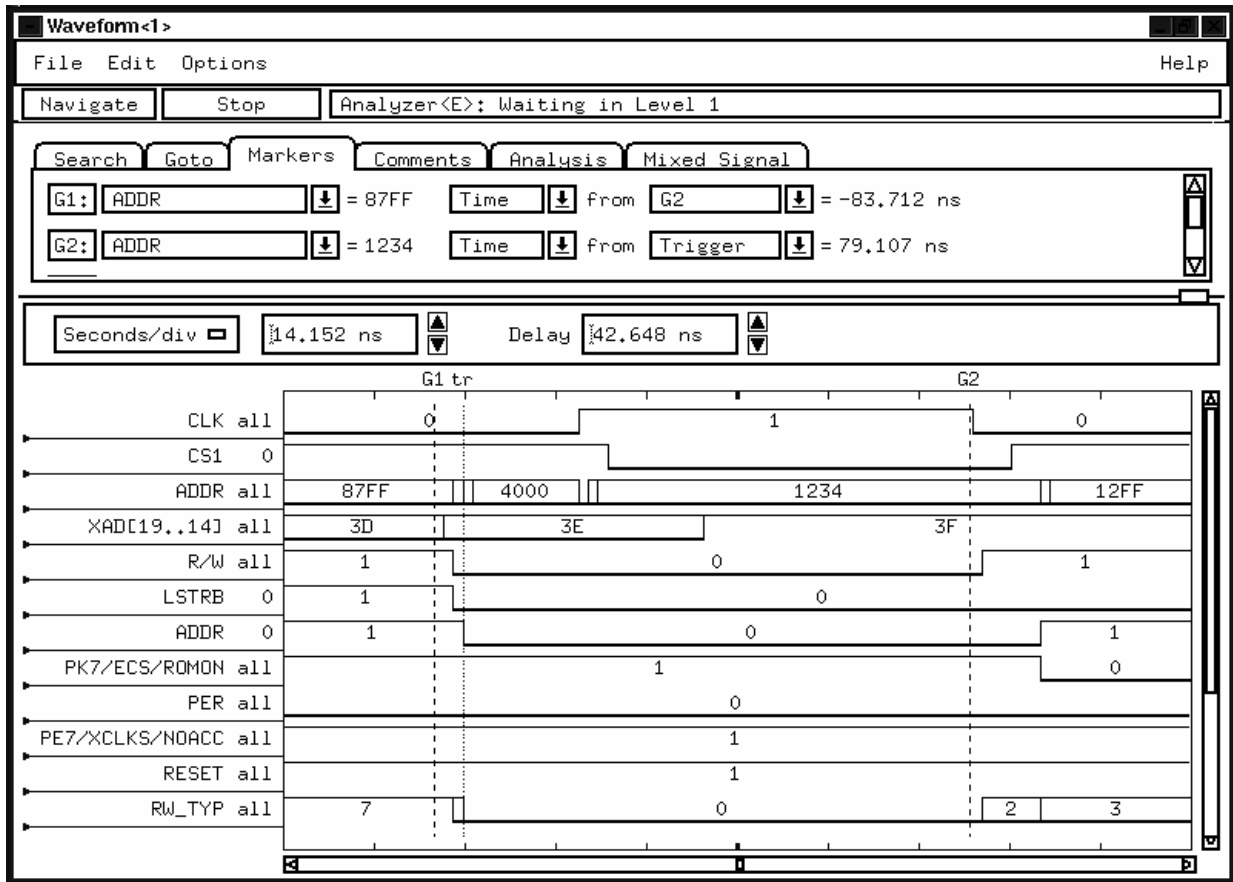 Waveform<1>
File Edit Options Help
Navigate Stop Analyzer<E>: Waiting in Level 1
Search Goto Markers Comments Analysis Mixed Signal
G1: ADDR = 87FF Time from G2 = -83.712 ns
G2: ADDR = 1234 Time from Trigger = 79.107 ns
Seconds/div 14.152 ns Delay 42.648 ns
G1 tr G2
CLK all 0 1 0
CS1 0
ADDR all 87FF 4000 1234 12FF
XAD[19..14] all 3D 3E 3F
R/W all 1 0 1
LSTRB 0 1 0
ADDR 0 1 0 1
PK7/ECS/ROMON all 1 0
PER all 0
PE7/XCLKS/NOACC all 1
RESET all 1
RW_TYP all 7 0 2 3